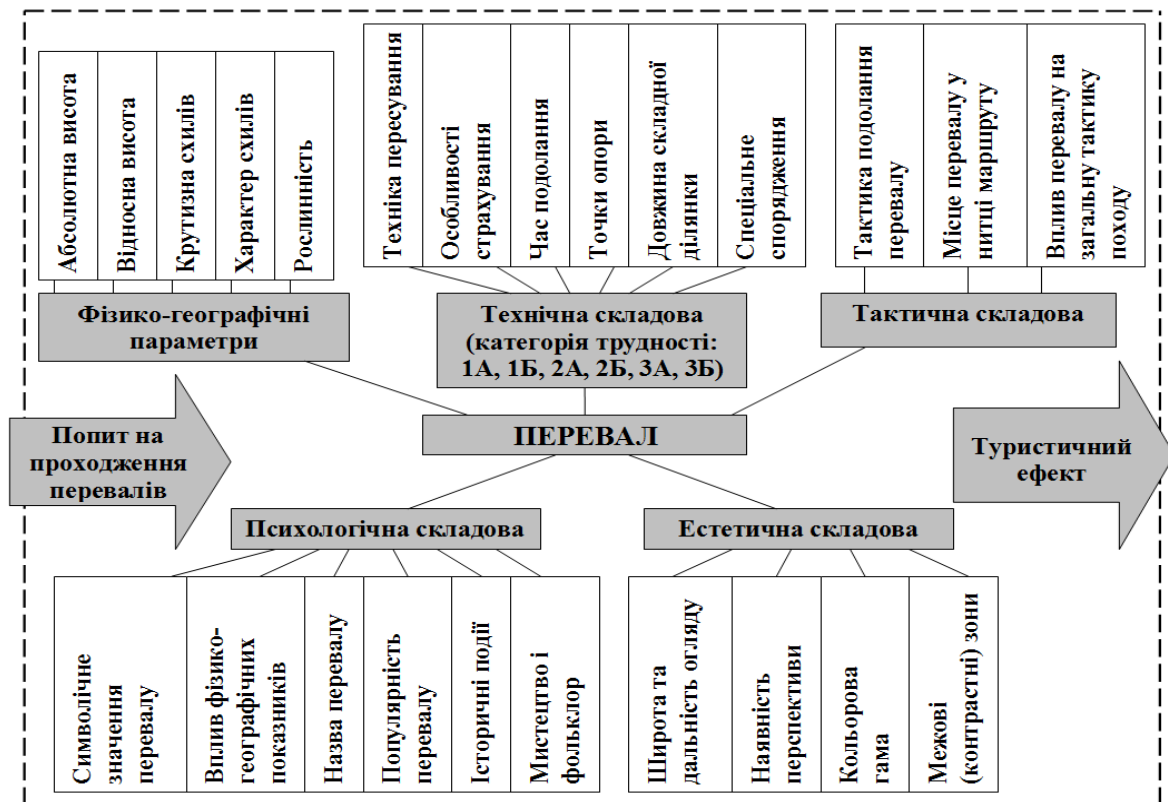 Абсолютна висота
Відносна висота
Крутизна схилів
Характер схилів
Рослинність
Техніка пересування
Особливості
страхування
Час подолання
Точки опори
Довжина складної
ділянки
Спеціальне
спорядження
Тактика подолання
перевалу
Місце перевалу у
нитці маршруту
Вплив перевалу на
загальну тактику
походу
Фізико-географічні
параметри
Технічна складова
(категорія трудності:
1А, 1Б, 2А, 2Б, 3А, 3Б)
Тактична складова
Попит на
проходження
перевалів
ПЕРЕВАЛ
Туристичний
ефект
Психологічна складова
Естетична складова
Символічне
значення
перевалу
Вплив фізико-
географічних
показників
Назва перевалу
Популярність
перевалу
Історичні події
Мистецтво і
фольклор
Широта та
дальність огляду
Наявність
перспективи
Кольорова
гама
Межові
(контрастні) зони